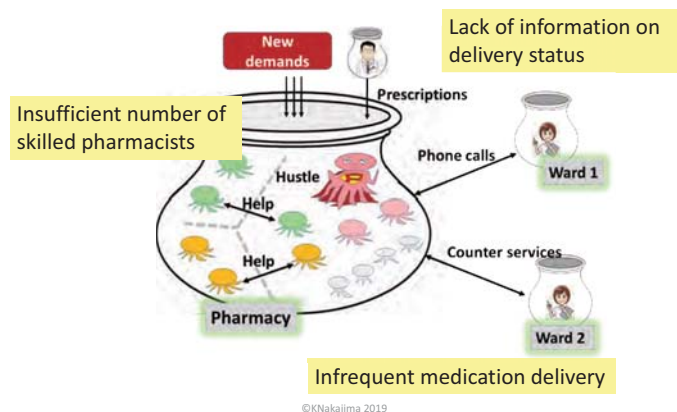 Lack of information on
delivery status
New
demands
Prescriptions
Insufficient number of
skilled pharmacists
Phone calls
Ward 1
Hustle
Help
Counter services
Help
Pharmacy
Ward 2
Infrequent medication delivery
©KNakajima 2019